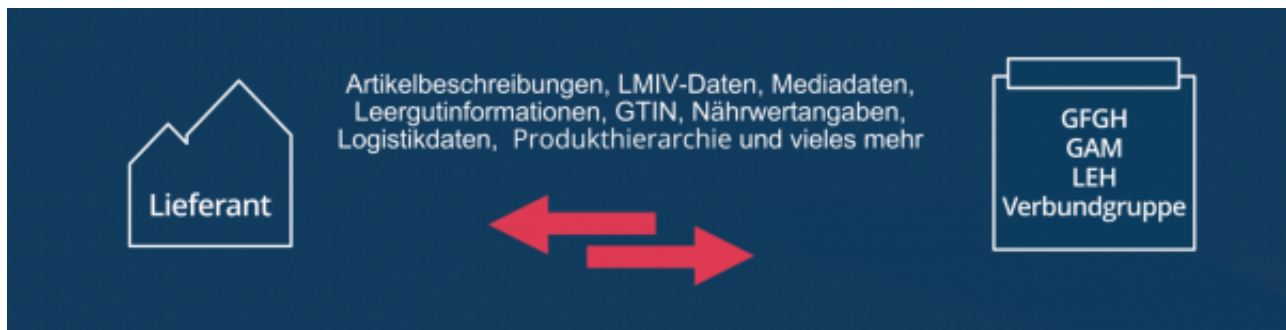 Lieferant
Artikelbeschreibungen, LMIV-Daten, Mediadaten,
Leergutinformationen, GTIN, Nährwertangaben,
Logistikdaten, Produkthierarchie und vieles mehr
GFGH
GAM
LEH
Verbundgruppe